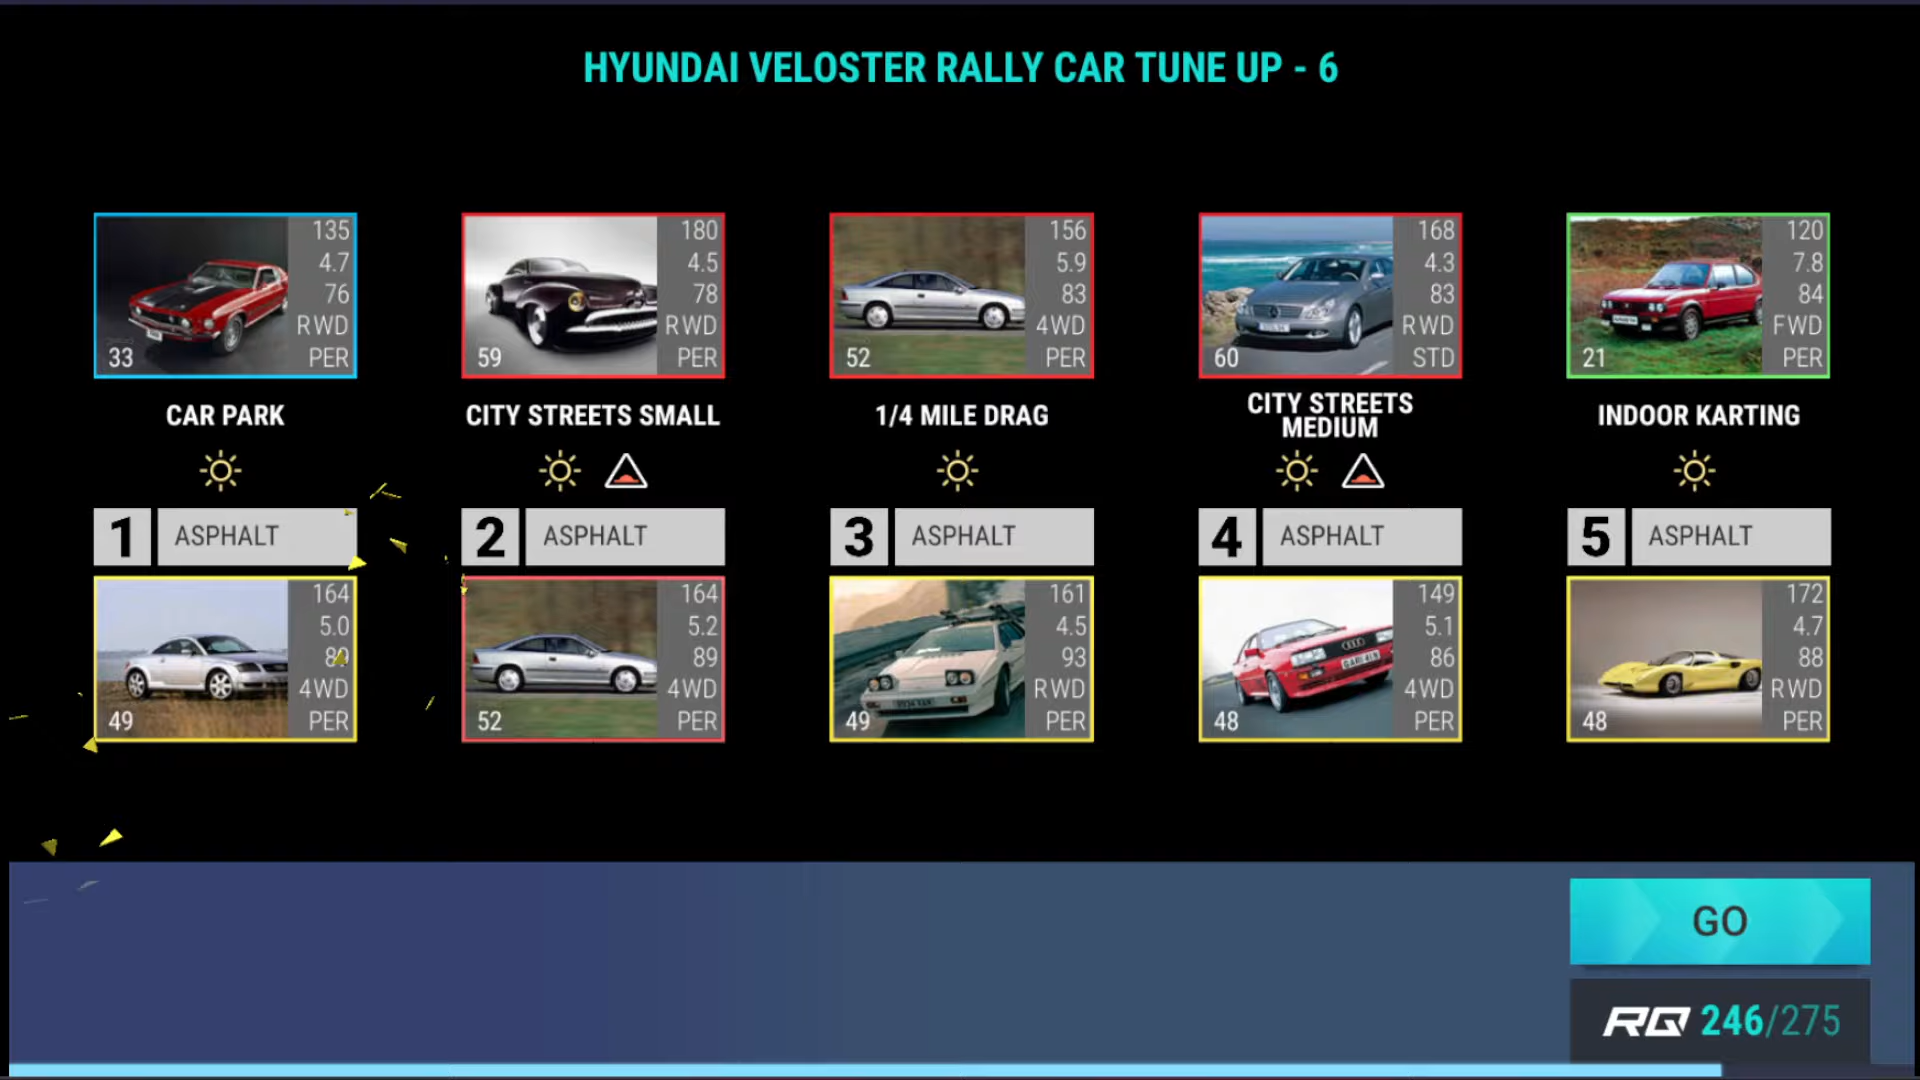 HYUNDAI VELOSTER RALLY CAR TUNE UP - 6
135
4.7
76
RWD
PER
33
180
4.5
78
RWD
PER
59
156
5.9
83
4WD
PER
52
168
4.3
83
RWD
STD
60
120
7.8
84
FWD
PER
21
CAR PARK
CITY STREETS SMALL
1/4 MILE DRAG
CITY STREETS
MEDIUM
INDOOR KARTING
1 ASPHALT
2 ASPHALT
3 ASPHALT
4 ASPHALT
5 ASPHALT
164
5.0
4WD
PER
49
164
5.2
89
4WD
PER
52
161
4.5
93
RWD
PER
49
149
5.1
86
4WD
PER
48
172
4.7
88
RWD
PER
48
GO
RQ 246/275